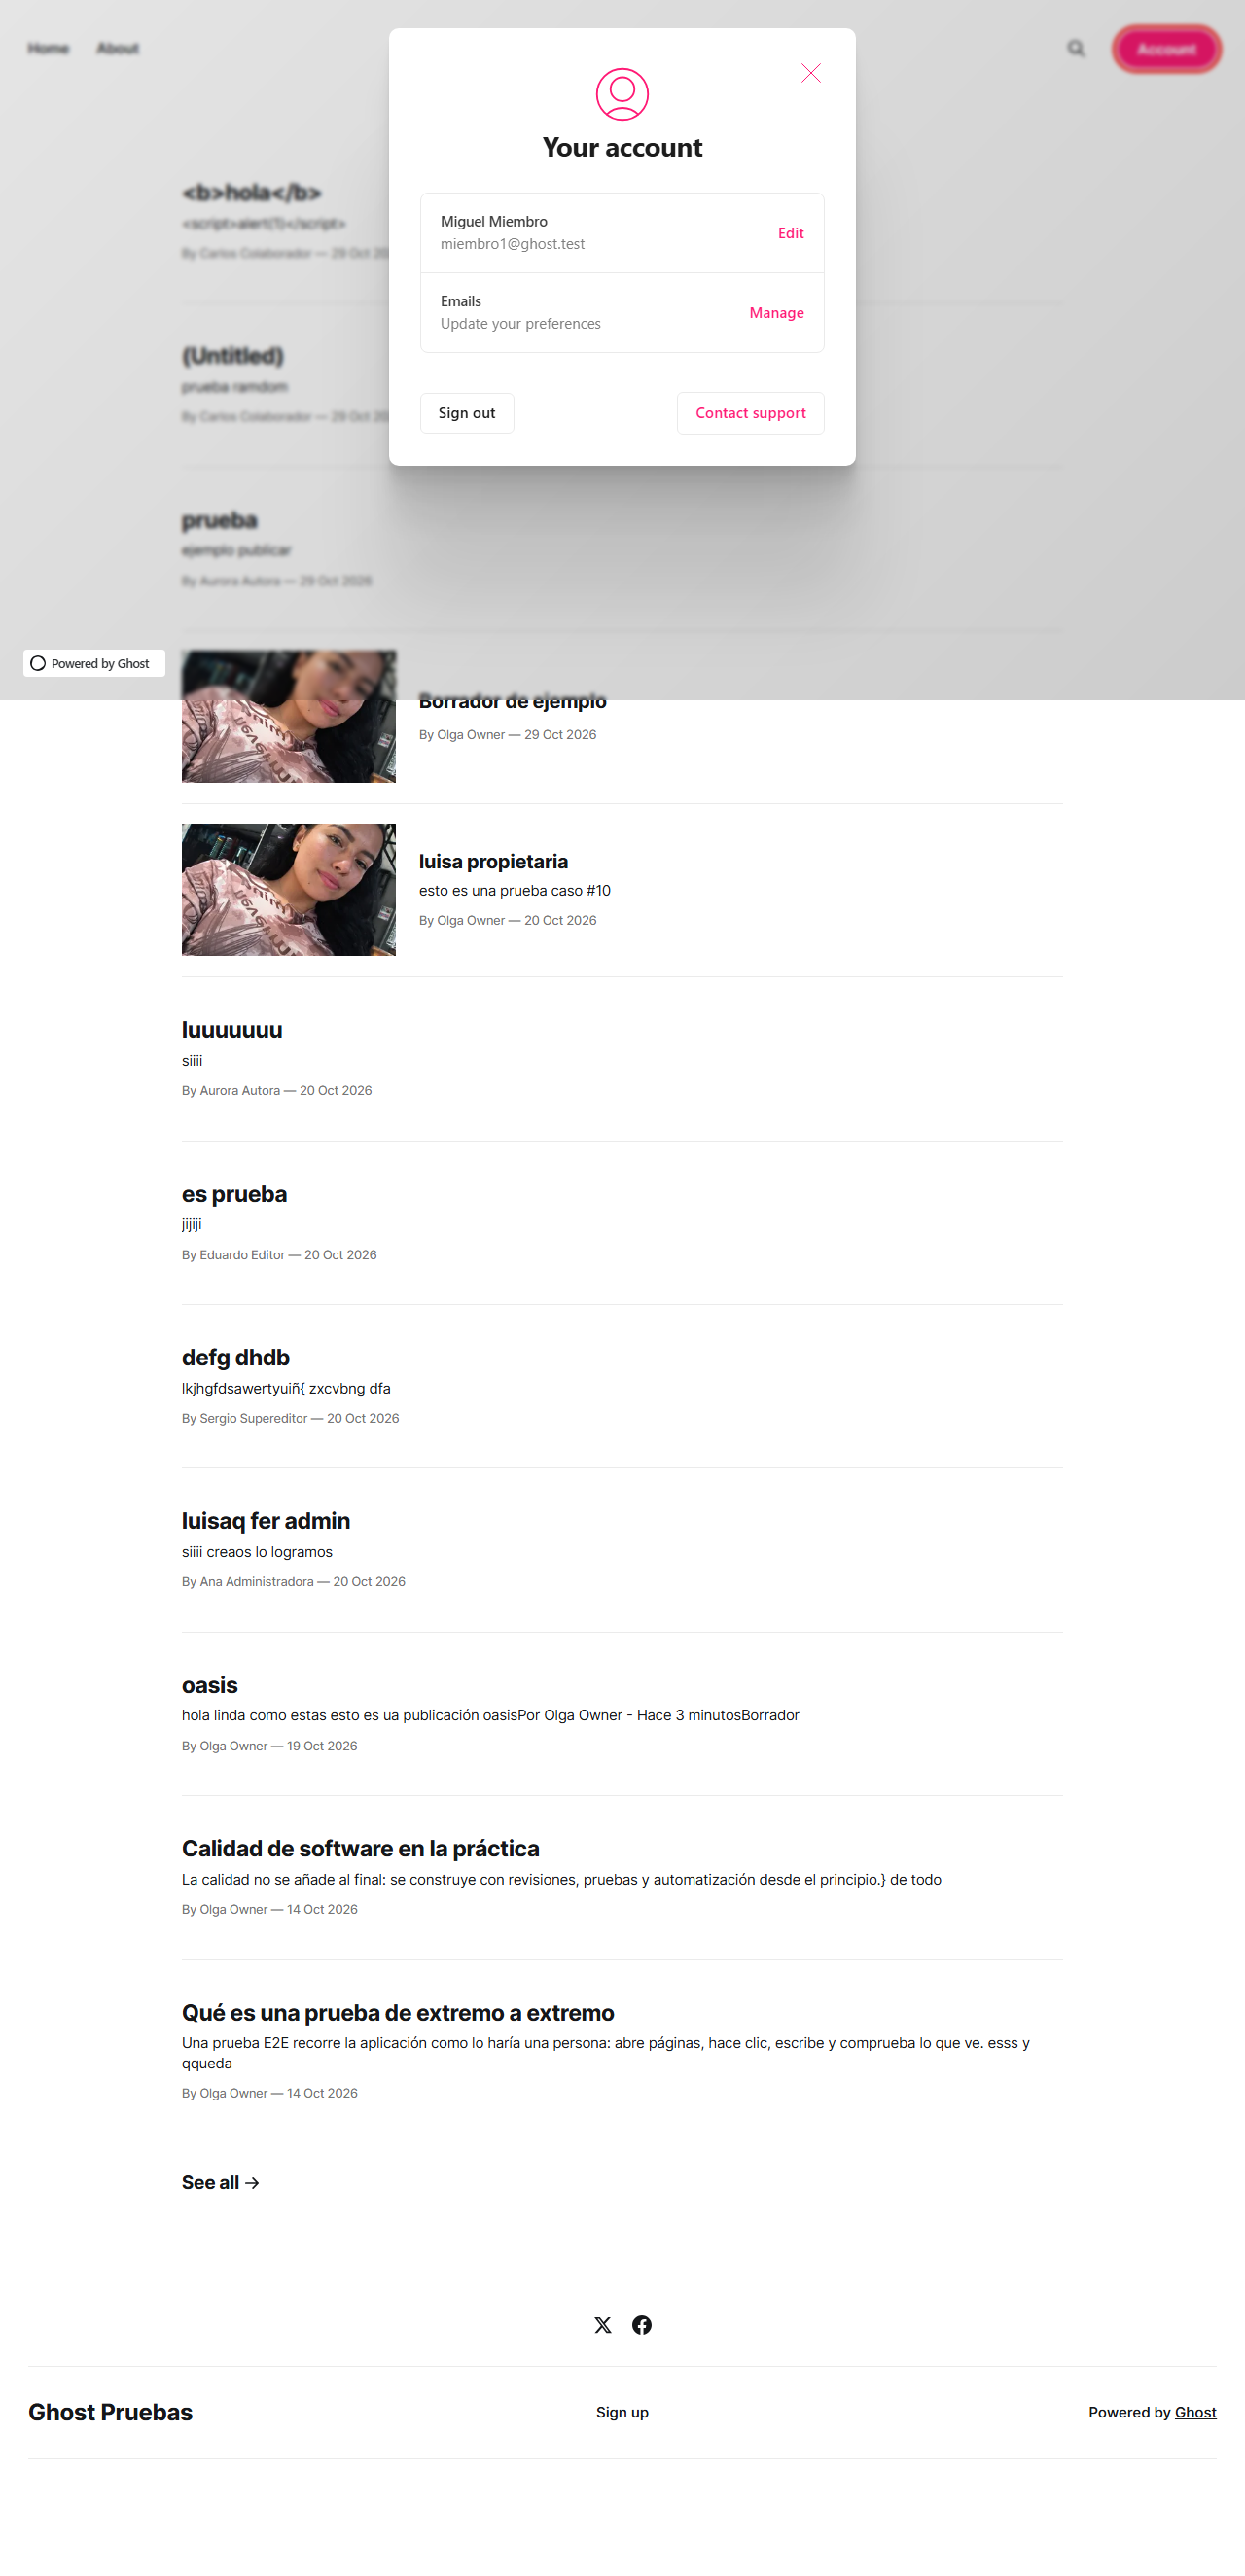 Home
About
Account
Your account
Miguel Miembro
miembro1@ghost.test
Edit
Emails
Update your preferences
Manage
Sign out
Contact support
<b>hola</b>
<script>alert(1)</script>
By Carlos Colaborador — 29 Oct
(Untitled)
prueba ramdom
By Carlos Colaborador — 29 Oct
prueba
ejemplo publicar
By Aurora Autora — 29 Oct 2026
Powered by Ghost
Borrador de ejemplo
By Olga Owner — 29 Oct 2026
luisa propietaria
esto es una prueba caso #10
By Olga Owner — 20 Oct 2026
luuuuuuu
siiii
By Aurora Autora — 20 Oct 2026
es prueba
jijiji
By Eduardo Editor — 20 Oct 2026
defg dhdb
lkjhgfdsawertyuiñ{ zxcvbng dfa
By Sergio Supereditor — 20 Oct 2026
luisaq fer admin
siiii creaos lo logramos
By Ana Administradora — 20 Oct 2026
oasis
hola linda como estas esto es ua publicación oasisPor Olga Owner - Hace 3 minutosBorrador
By Olga Owner — 19 Oct 2026
Calidad de software en la práctica
La calidad no se añade al final: se construye con revisiones, pruebas y automatización desde el principio.} de todo
By Olga Owner — 14 Oct 2026
Qué es una prueba de extremo a extremo
Una prueba E2E recorre la aplicación como lo haría una persona: abre páginas, hace clic, escribe y comprueba lo que ve. esss y
qqueda
By Olga Owner — 14 Oct 2026
See all →
Ghost Pruebas
Sign up
Powered by Ghost